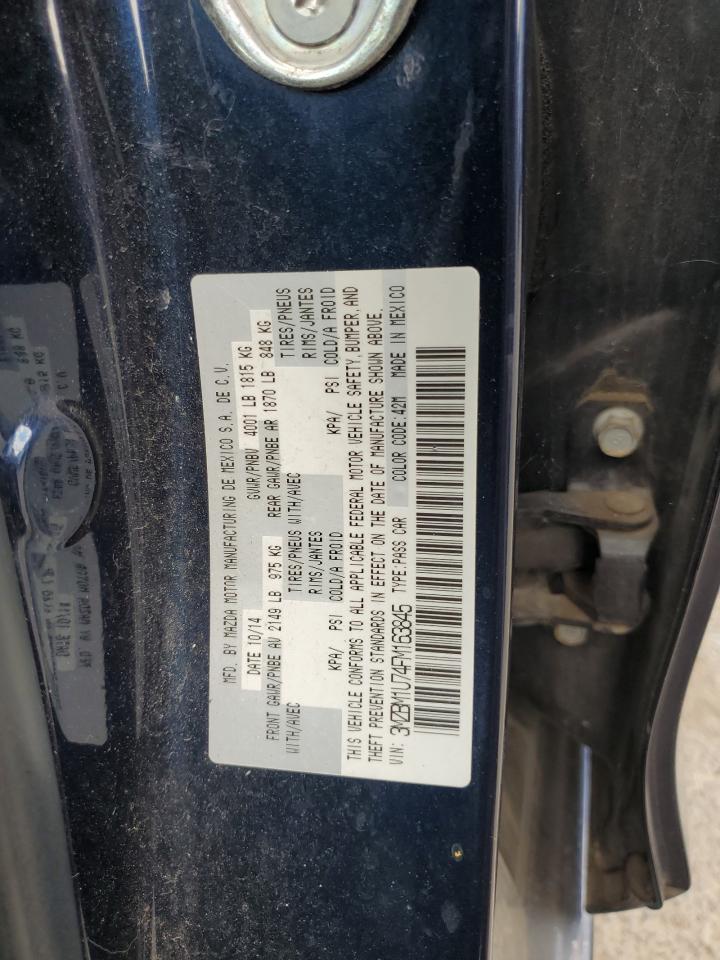 MFD. BY MAZDA MOTOR MANUFACTURING DE MEXICO S.A. DE C.V.
DATE 10/14 GVWR/PNBV 4001 LB 1815 KG
FRONT GAWR/PNBE AV 2149 LB 975 KG REAR GAWR/PNBE AR 1870 LB 848 KG
WITH/AVEC TIRES/PNEUS WITH/AVEC TIRES/PNEUS
RIMS/JANTES RIMS/JANTES
KPA/ PSI COLD/A FROID KPA/ PSI COLD/A FROID
THIS VEHICLE CONFORMS TO ALL APPLICABLE FEDERAL MOTOR VEHICLE SAFETY, BUMPER, AND
THEFT PREVENTION STANDARDS IN EFFECT ON THE DATE OF MANUFACTURE SHOWN ABOVE.
VIN: 3MZBM1U74FM163845 TYPE:PASS CAR COLOR CODE:42M MADE IN MEXICO